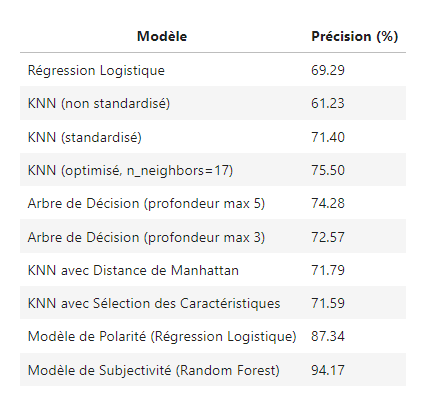 Modèle Précision (%)
Régression Logistique 69.29
KNN (non standardisé) 61.23
KNN (standardisé) 71.40
KNN (optimisé, n_neighbors=17) 75.50
Arbre de Décision (profondeur max 5) 74.28
Arbre de Décision (profondeur max 3) 72.57
KNN avec Distance de Manhattan 71.79
KNN avec Sélection des Caractéristiques 71.59
Modèle de Polarité (Régression Logistique) 87.34
Modèle de Subjectivité (Random Forest) 94.17